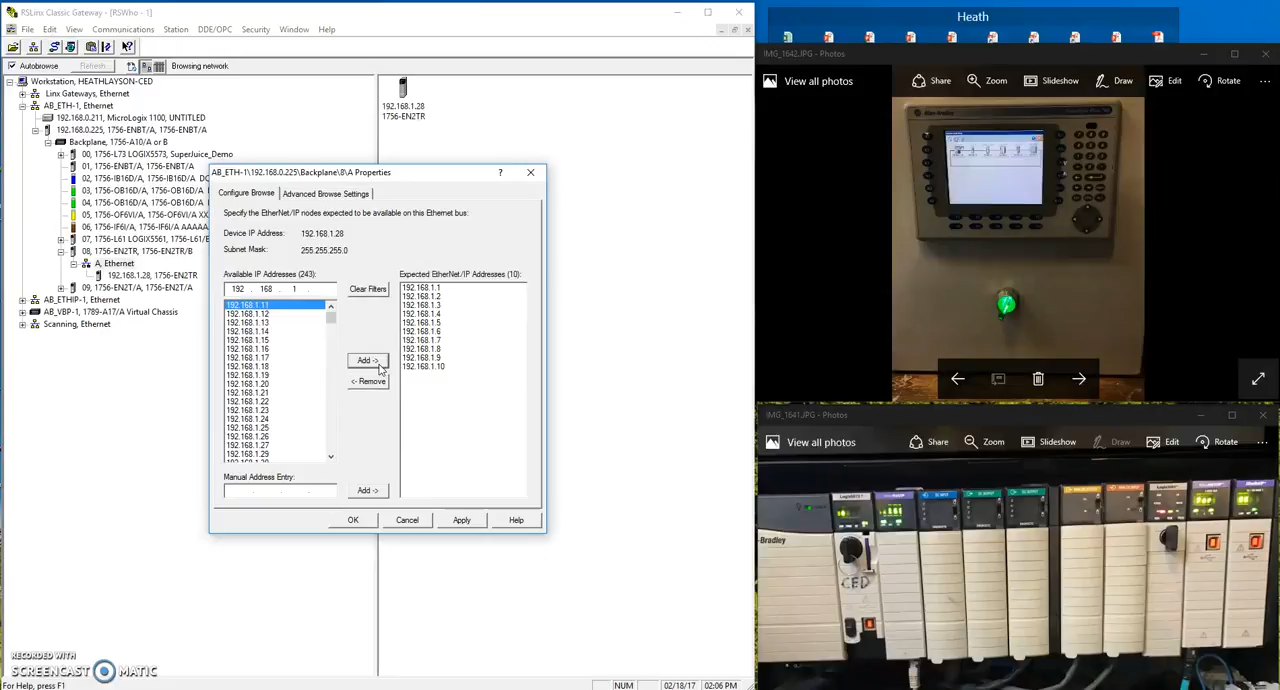 RSLinx Classic Gateway - [RSWho - 1]
File Edit View Communications Station DDE/OPC Security Window Help
Autobrowse Refresh Browsing network
Workstation, HEATHLAYSON-CED
Linx Gateways, Ethernet
AB_ETH-1, Ethernet
192.168.0.211, MicroLogix 1100, UNTITLED
192.168.0.225, 1756-ENBT/A, 1756-ENBT/A
Backplane, 1756-A10/A or B
00, 1756-L73 LOGIX5573, SuperJuice_Demo
01, 1756-ENBT/A, 1756-ENBT/A
02, 1756-IB16D/A, 1756-IB16D/A DC
03, 1756-OB16D/A, 1756-OB16D/A
04, 1756-OB16D/A, 1756-OB16D/A
05, 1756-OF6VI/A, 1756-OF6VI/A XX
06, 1756-IF6I/A, 1756-IF6I/A
07, 1756-L61 LOGIX5561, 1756-L61/
08, 1756-EN2TR, 1756-EN2TR/B
A, Ethernet
192.168.1.28, 1756-EN2TR
09, 1756-EN2T/A, 1756-EN2T/A
AB_ETHIP-1, Ethernet
AB_VBP-1, 1789-A17/A Virtual Chassis
Scanning, Ethernet
192.168.1.28
1756-EN2TR
AB_ETH-1\192.168.0.225\Backplane\8\A Properties
?
Configure Browse Advanced Browse Settings
Specify the EtherNet/IP nodes expected to be available on this Ethernet bus:
Device IP Address: 192.168.1.28
Subnet Mask: 255.255.255.0
Available IP Addresses (243): Expected EtherNet/IP Addresses (10):
192 . 168 . 1 .
Clear Filters
192.168.1.11
192.168.1.12
192.168.1.13
192.168.1.14
192.168.1.15
192.168.1.16
192.168.1.17
192.168.1.18
192.168.1.19
192.168.1.20
192.168.1.21
192.168.1.22
192.168.1.23
192.168.1.24
192.168.1.25
192.168.1.26
192.168.1.27
192.168.1.29
Add ->
<- Remove
192.168.1.1
192.168.1.2
192.168.1.3
192.168.1.4
192.168.1.5
192.168.1.6
192.168.1.7
192.168.1.8
192.168.1.9
192.168.1.10
Manual Address Entry:
Add ->
OK Cancel Apply Help
RECORDED WITH
SCREENCAST MATIC
For Help, press F1
NUM 02/18/17 02:06 PM
Heath
IMG_1642.JPG - Photos
View all photos Share Zoom Slideshow Draw Edit Rotate
IMG_1641.JPG - Photos
View all photos Share Zoom Slideshow Draw Edit Rotate
-Bradley
CED